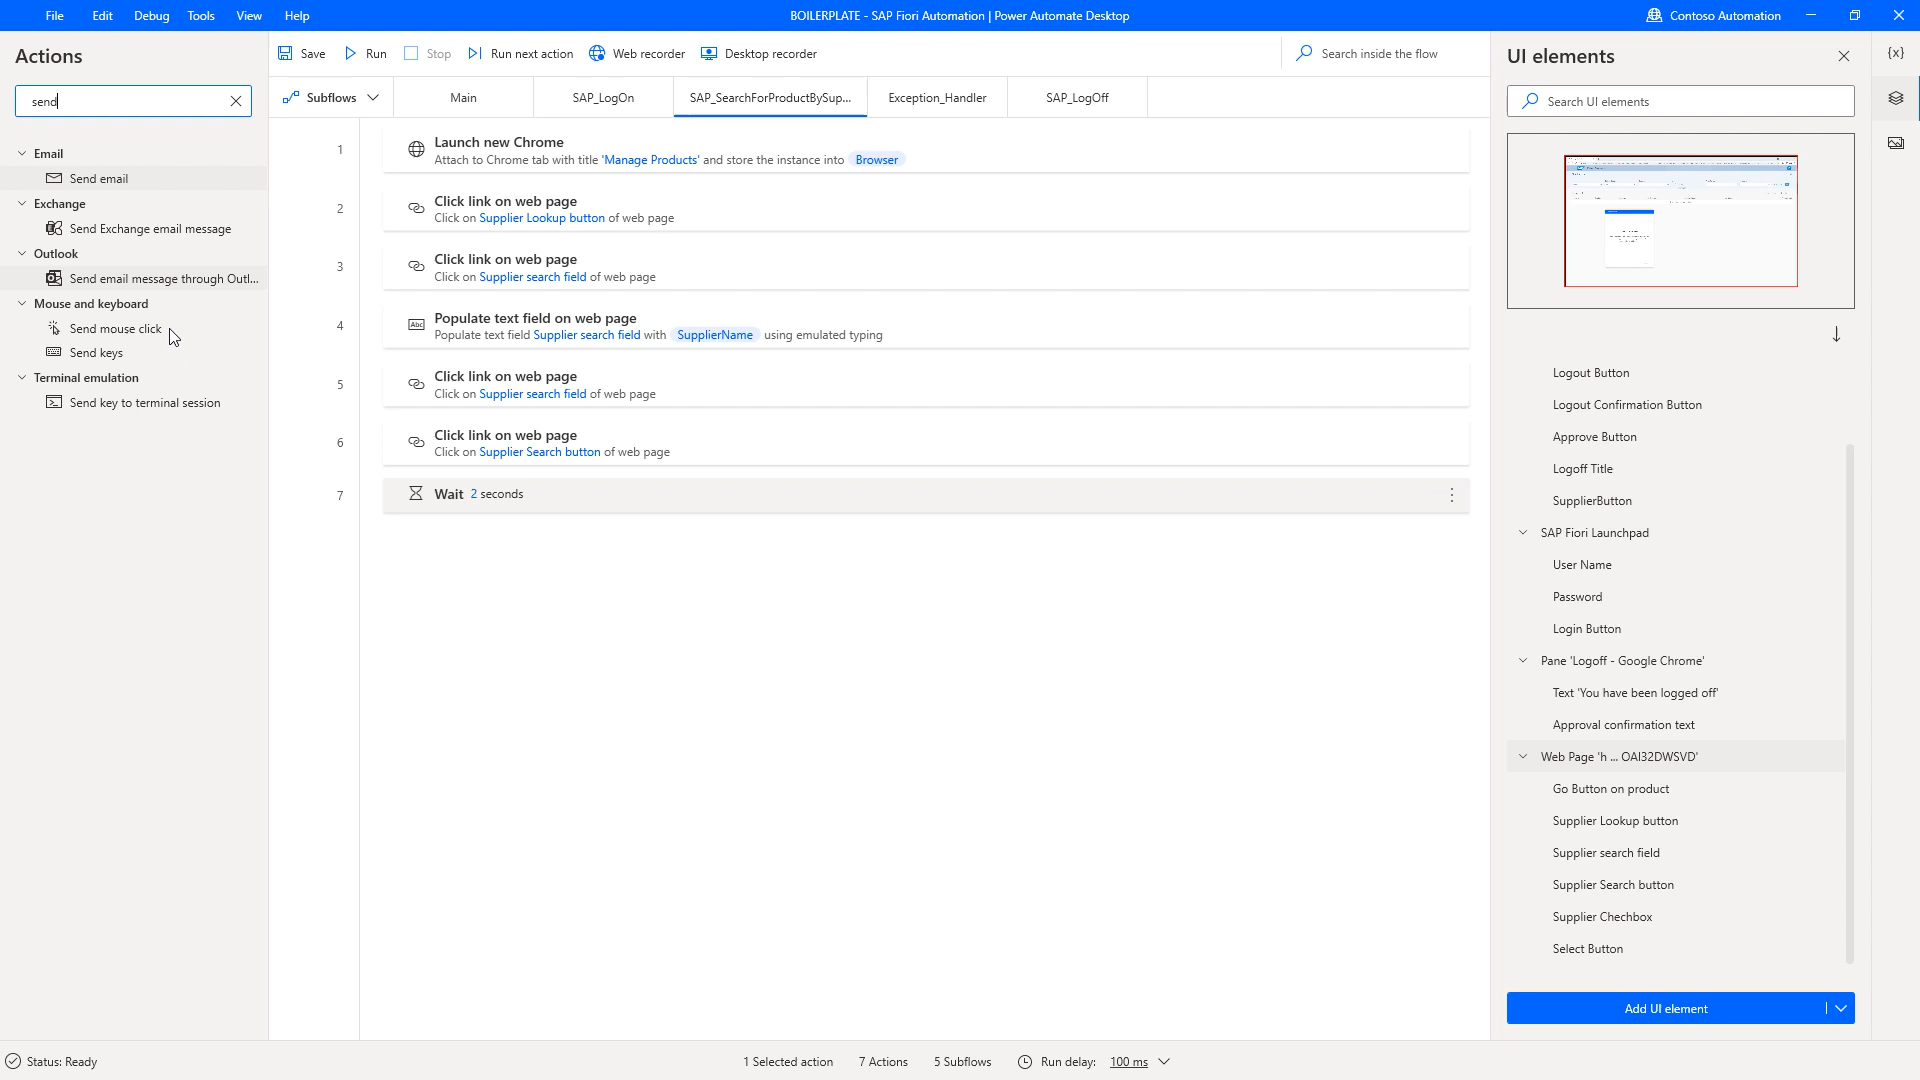 File Edit Debug Tools View Help
BOILERPLATE - SAP Fiori Automation | Power Automate Desktop
Contoso Automation
Actions
send
Email
Send email
Exchange
Send Exchange email message
Outlook
Send email message through Outl...
Mouse and keyboard
Send mouse click
Send keys
Terminal emulation
Send key to terminal session
Save Run Stop Run next action Web recorder Desktop recorder
Search inside the flow
Subflows Main SAP_LogOn SAP_SearchForProductBySup... Exception_Handler SAP_LogOff
1 Launch new Chrome
Attach to Chrome tab with title 'Manage Products' and store the instance into Browser
2 Click link on web page
Click on Supplier Lookup button of web page
3 Click link on web page
Click on Supplier search field of web page
4 Abc Populate text field on web page
Populate text field Supplier search field with SupplierName using emulated typing
5 Click link on web page
Click on Supplier search field of web page
6 Click link on web page
Click on Supplier Search button of web page
7 Wait 2 seconds
UI elements
{x}
Search UI elements
Logout Button
Logout Confirmation Button
Approve Button
Logoff Title
SupplierButton
SAP Fiori Launchpad
User Name
Password
Login Button
Pane 'Logoff - Google Chrome'
Text 'You have been logged off'
Approval confirmation text
Web Page 'h ... OAI32DWSVD'
Go Button on product
Supplier Lookup button
Supplier search field
Supplier Search button
Supplier Chechbox
Select Button
Add UI element
Status: Ready
1 Selected action 7 Actions 5 Subflows Run delay: 100 ms